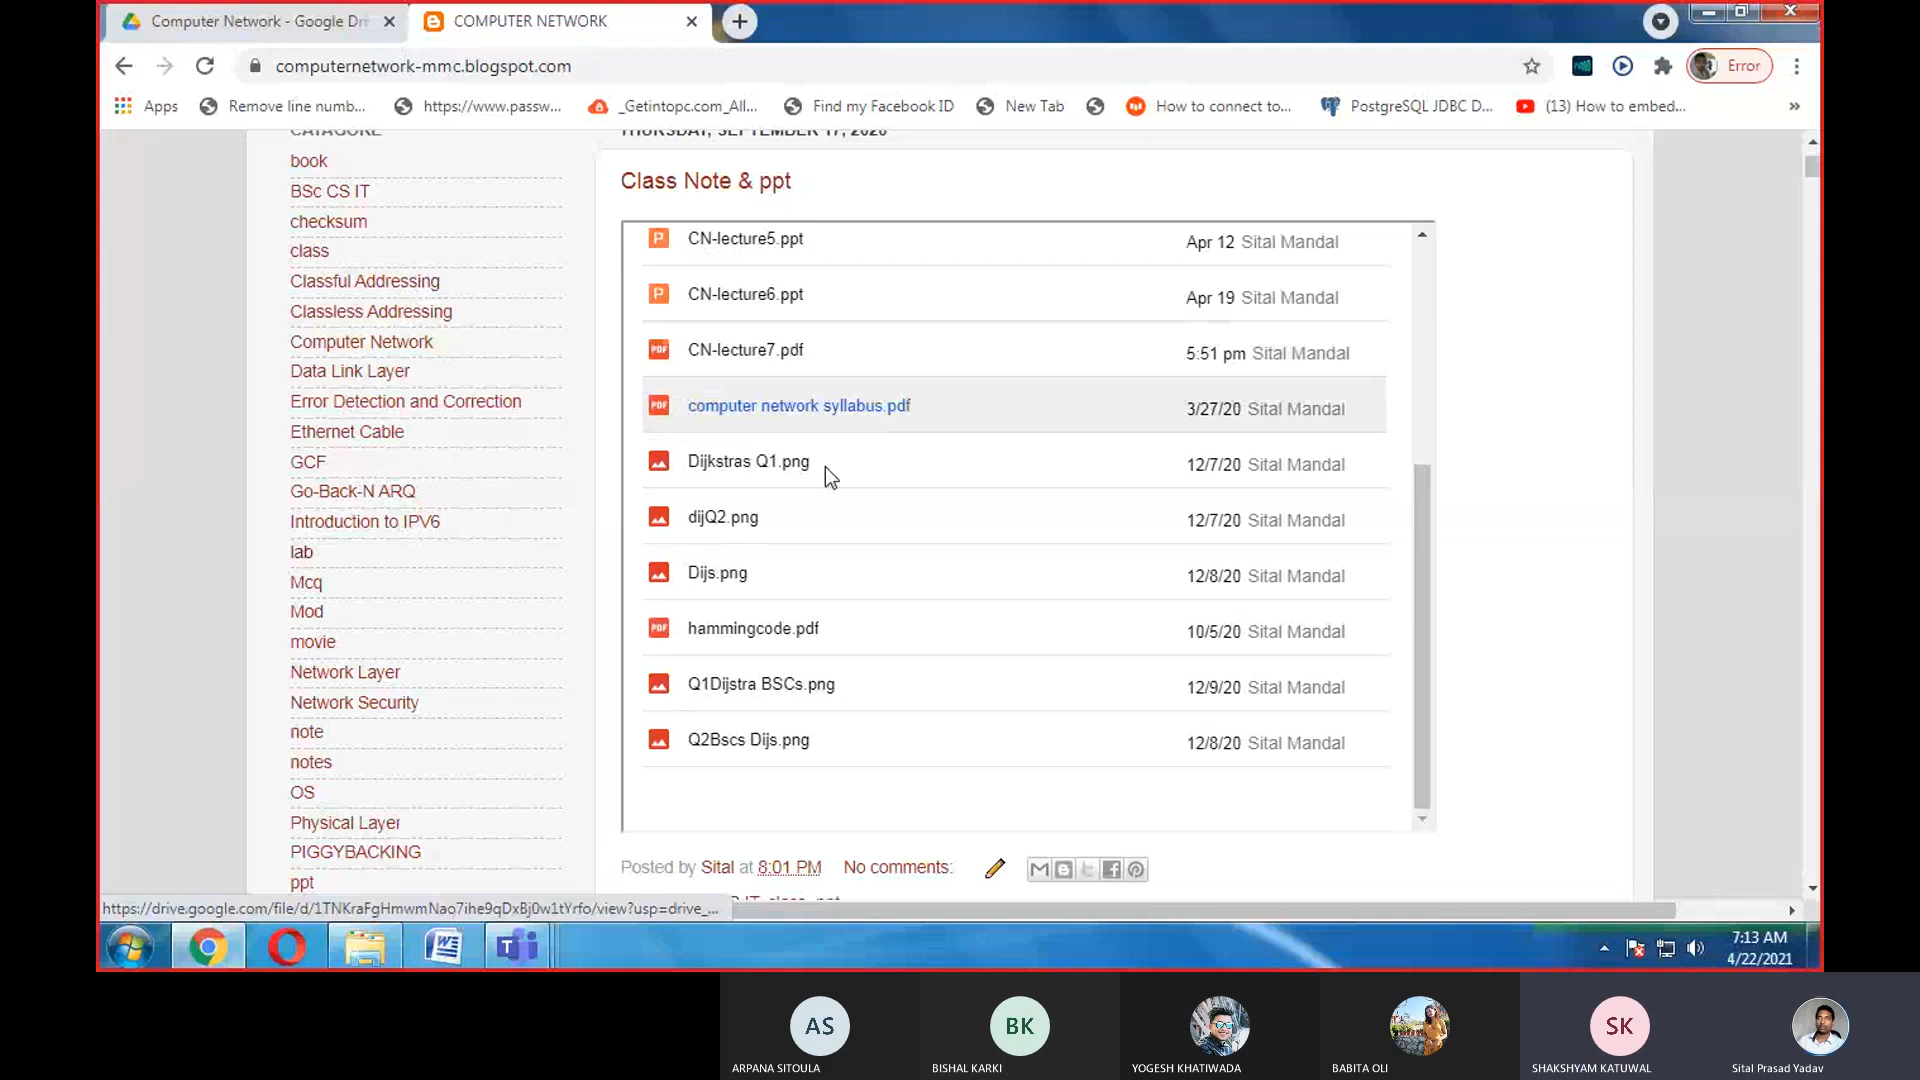 Computer Network - Google Dri
COMPUTER NETWORK
computernetwork-mmc.blogspot.com
Error
Apps
Remove line numb...
https://www.passw...
_Getintopc.com_All...
Find my Facebook ID
New Tab
How to connect to...
PostgreSQL JDBC D...
(13) How to embed...
»
CATAGORE
book
BSc CS IT
checksum
class
Classful Addressing
Classless Addressing
Computer Network
Data Link Layer
Error Detection and Correction
Ethernet Cable
GCF
Go-Back-N ARQ
Introduction to IPV6
lab
Mcq
Mod
movie
Network Layer
Network Security
note
notes
OS
Physical Layer
PIGGYBACKING
ppt
THURSDAY, SEPTEMBER 17, 2020
Class Note & ppt
CN-lecture5.ppt Apr 12 Sital Mandal
CN-lecture6.ppt Apr 19 Sital Mandal
CN-lecture7.pdf 5:51 pm Sital Mandal
computer network syllabus.pdf 3/27/20 Sital Mandal
Dijkstras Q1.png 12/7/20 Sital Mandal
dijQ2.png 12/7/20 Sital Mandal
Dijs.png 12/8/20 Sital Mandal
hammingcode.pdf 10/5/20 Sital Mandal
Q1Dijstra BSCs.png 12/9/20 Sital Mandal
Q2Bscs Dijs.png 12/8/20 Sital Mandal
Posted by Sital at 8:01 PM No comments:
https://drive.google.com/file/d/1TNKraFgHmwmNao7ihe9qDxBj0w1tYrfo/view?usp=drive_...
7:13 AM
4/22/2021
AS
BK
SK
ARPANA SITOULA
BISHAL KARKI
YOGESH KHATIWADA
BABITA OLI
SHAKSHYAM KATUWAL
Sital Prasad Yadav